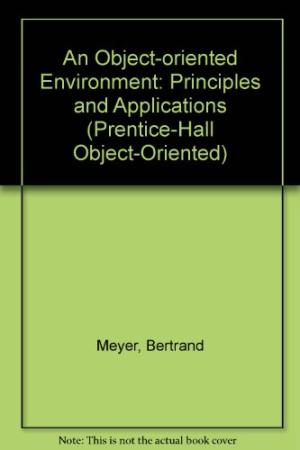 An Object-oriented
Environment: Principles
and Applications
(Prentice-Hall
Object-Oriented)
Meyer, Bertrand
Note: This is not the actual book cover